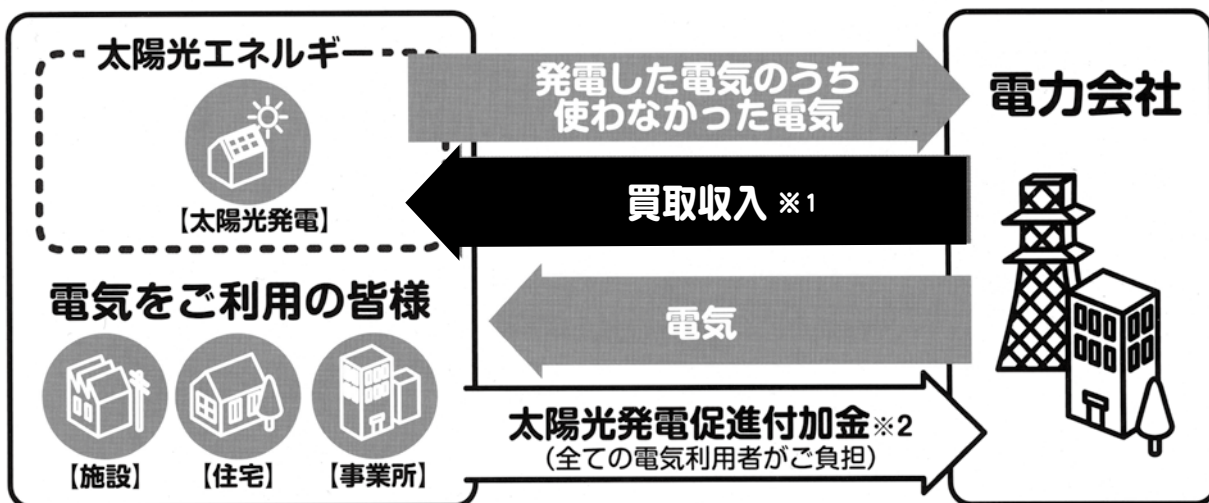 太陽光エネルギー
【太陽光発電】
電気をご利用の皆様
【施設】
【住宅】
【事業所】
発電した電気のうち
使わなかった電気
買取収入 ※1
電気
太陽光発電促進付加金※2
(全ての電気利用者がご負担)
電力会社